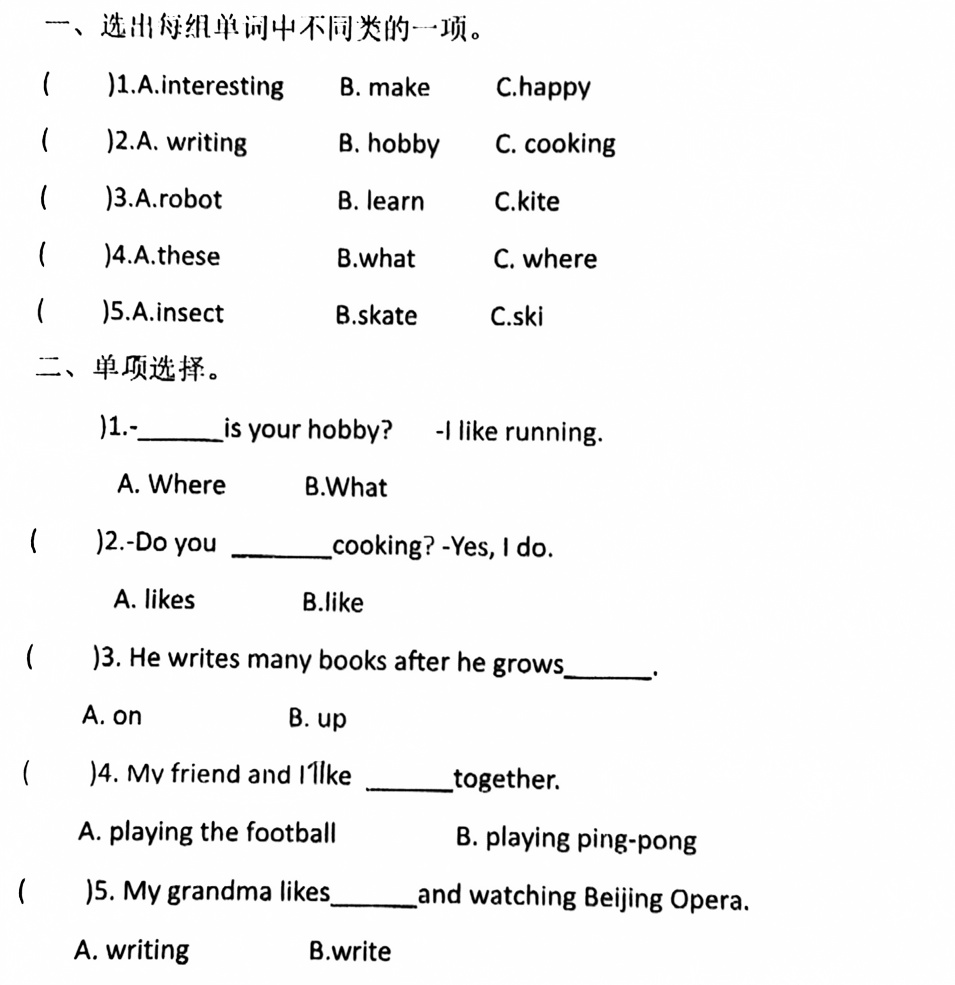 一、选出每组单词中不同类的一项。
( )1.A.interesting B. make C.happy
( )2.A. writing B. hobby C. cooking
( )3.A.robot B. learn C.kite
( )4.A.these B.what C. where
( )5.A.insect B.skate C.ski
二、单项选择。
)1.-______is your hobby? -I like running.
A. Where B.What
( )2.-Do you ______cooking? -Yes, I do.
A. likes B.like
( )3. He writes many books after he grows______.
A. on B. up
( )4. My friend and I like ______together.
A. playing the football B. playing ping-pong
( )5. My grandma likes______and watching Beijing Opera.
A. writing B.write